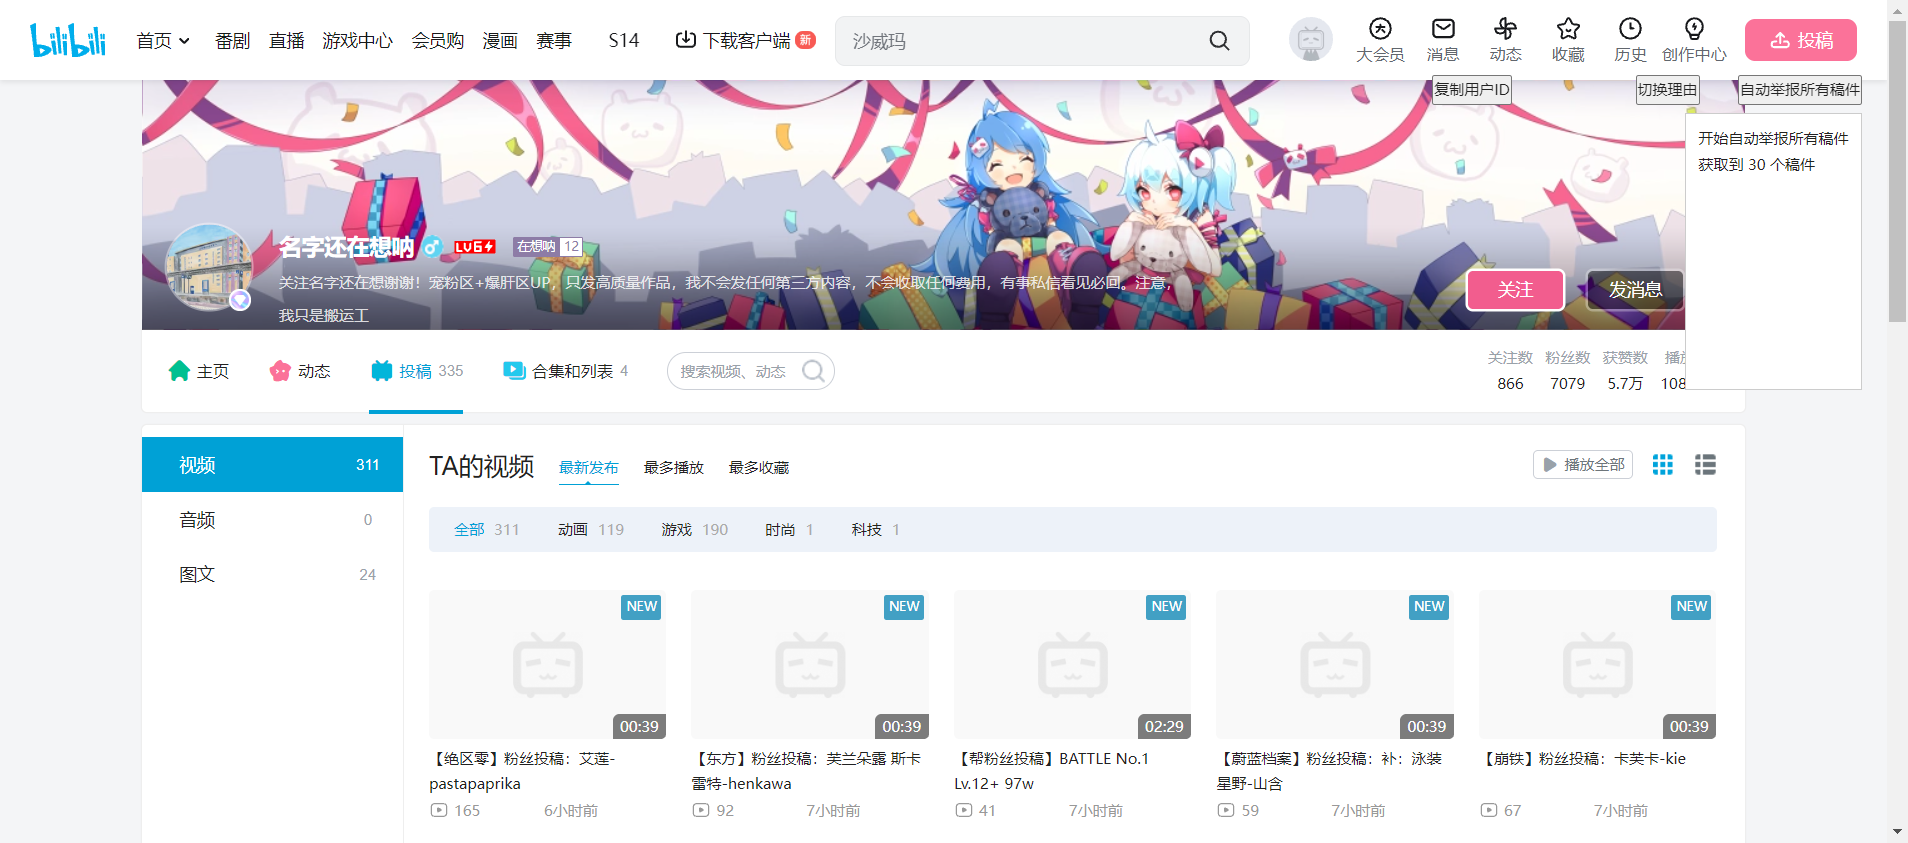 bilibili 首页 番剧 直播 游戏中心 会员购 漫画 赛事 S14 下载客户端 新 沙威玛 大会员 消息 动态 收藏 历史 创作中心 投稿
复制用户ID 切换理由 自动举报所有稿件
开始自动举报所有稿件
获取到 30 个稿件
名字还在想呐 LV6 在想呐 12
关注名字还在想谢谢！宠粉区+爆肝区UP，只发高质量作品，我不会发任何第三方内容，不会收取任何费用，有事私信看见必回。注意，
我只是搬运工
关注 发消息
主页 动态 投稿 335 合集和列表 4 搜索视频、动态
关注数 粉丝数 获赞数 播放
866 7079 5.7万 108
视频 311
音频 0
图文 24
TA的视频 最新发布 最多播放 最多收藏 播放全部
全部 311 动画 119 游戏 190 时尚 1 科技 1
NEW NEW NEW NEW NEW
00:39 00:39 02:29 00:39 00:39
【绝区零】粉丝投稿：艾莲-
pastapaprika
165 6小时前
【东方】粉丝投稿：芙兰朵露 斯卡
雷特-henkawa
92 7小时前
【帮粉丝投稿】BATTLE No.1
Lv.12+ 97w
41 7小时前
【蔚蓝档案】粉丝投稿：补：泳装
星野-山含
59 7小时前
【崩铁】粉丝投稿：卡芙卡-kie
67 7小时前